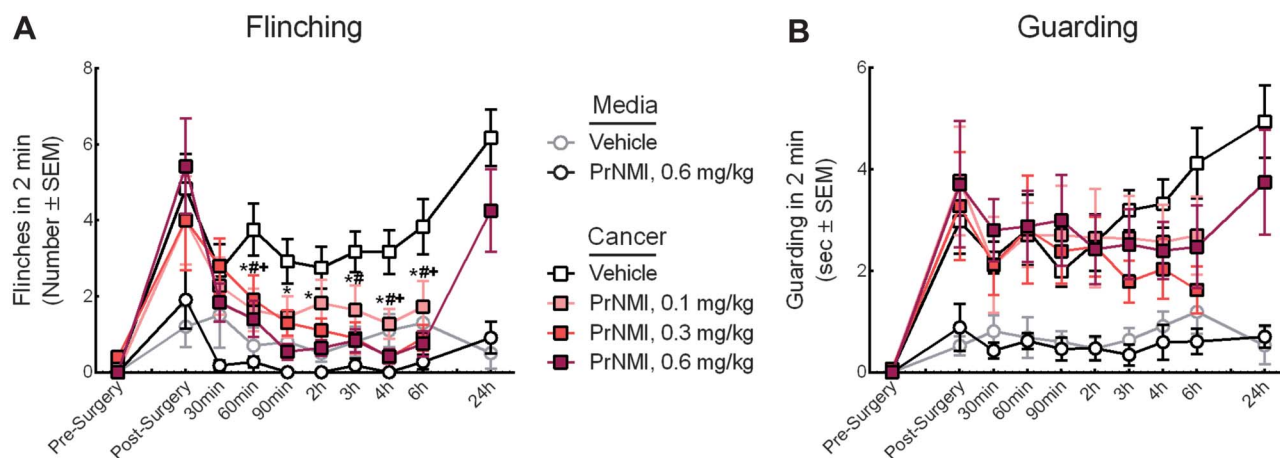 A
Flinching
Flinches in 2 min
(Number ± SEM)
6
4
2
0
*#+
*
*
*#
*#+
*#+
Pre-Surgery
Post-Surgery
30min
60min
90min
2h
3h
4h
6h
24h
Media
Vehicle
PrNMI, 0.6 mg/kg
Cancer
Vehicle
PrNMI, 0.1 mg/kg
PrNMI, 0.3 mg/kg
PrNMI, 0.6 mg/kg
B
Guarding
Guarding in 2 min
(sec ± SEM)
6
4
2
0
Pre-Surgery
Post-Surgery
30min
60min
90min
2h
3h
4h
6h
24h